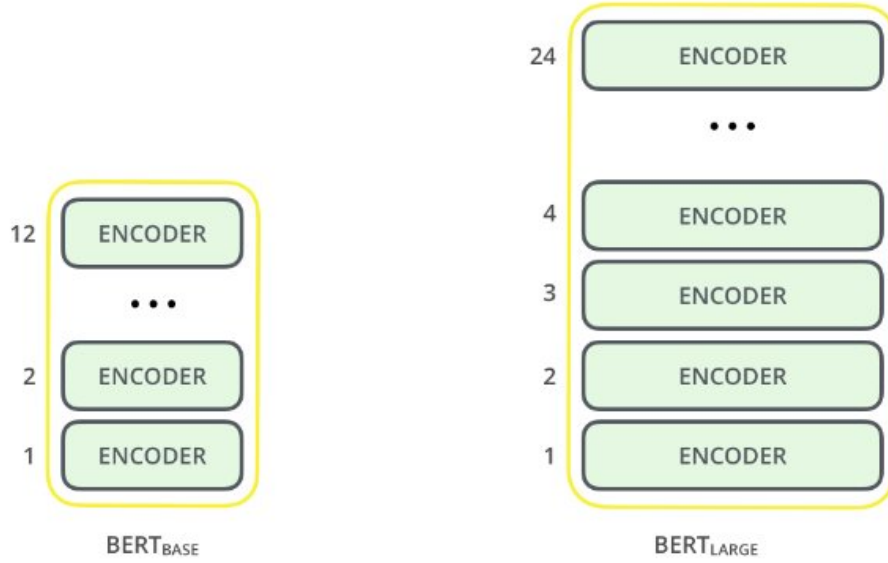 12 ENCODER
...
2 ENCODER
1 ENCODER
BERTBASE
24 ENCODER
...
4 ENCODER
3 ENCODER
2 ENCODER
1 ENCODER
BERTLARGE